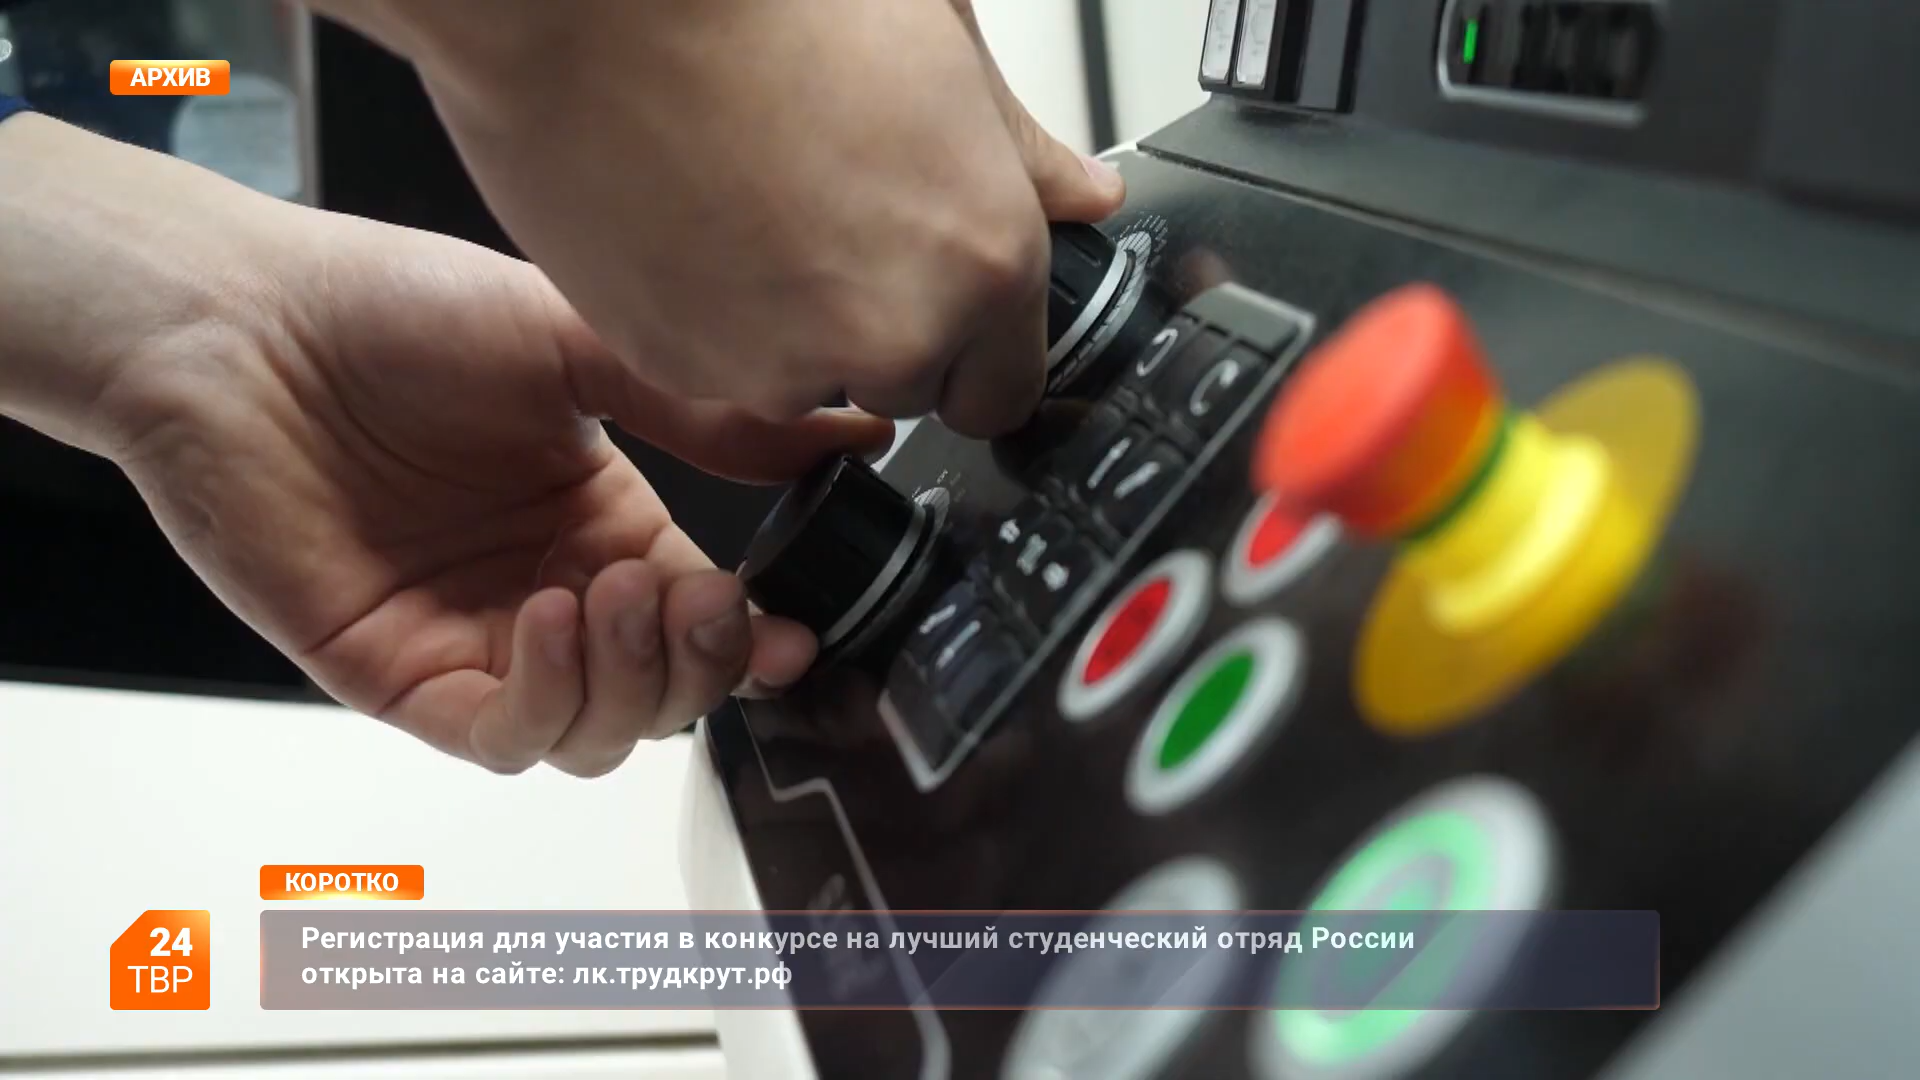 АРХИВ
КОРОТКО
Регистрация для участия в конкурсе на лучший студенческий отряд России
открыта на сайте: лк.трудкрут.рф
24
ТВР